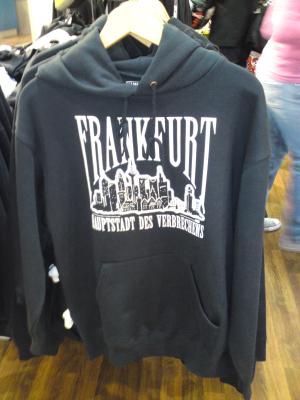 FRANKFURT
HAUPTSTADT DES VERBRECHENS